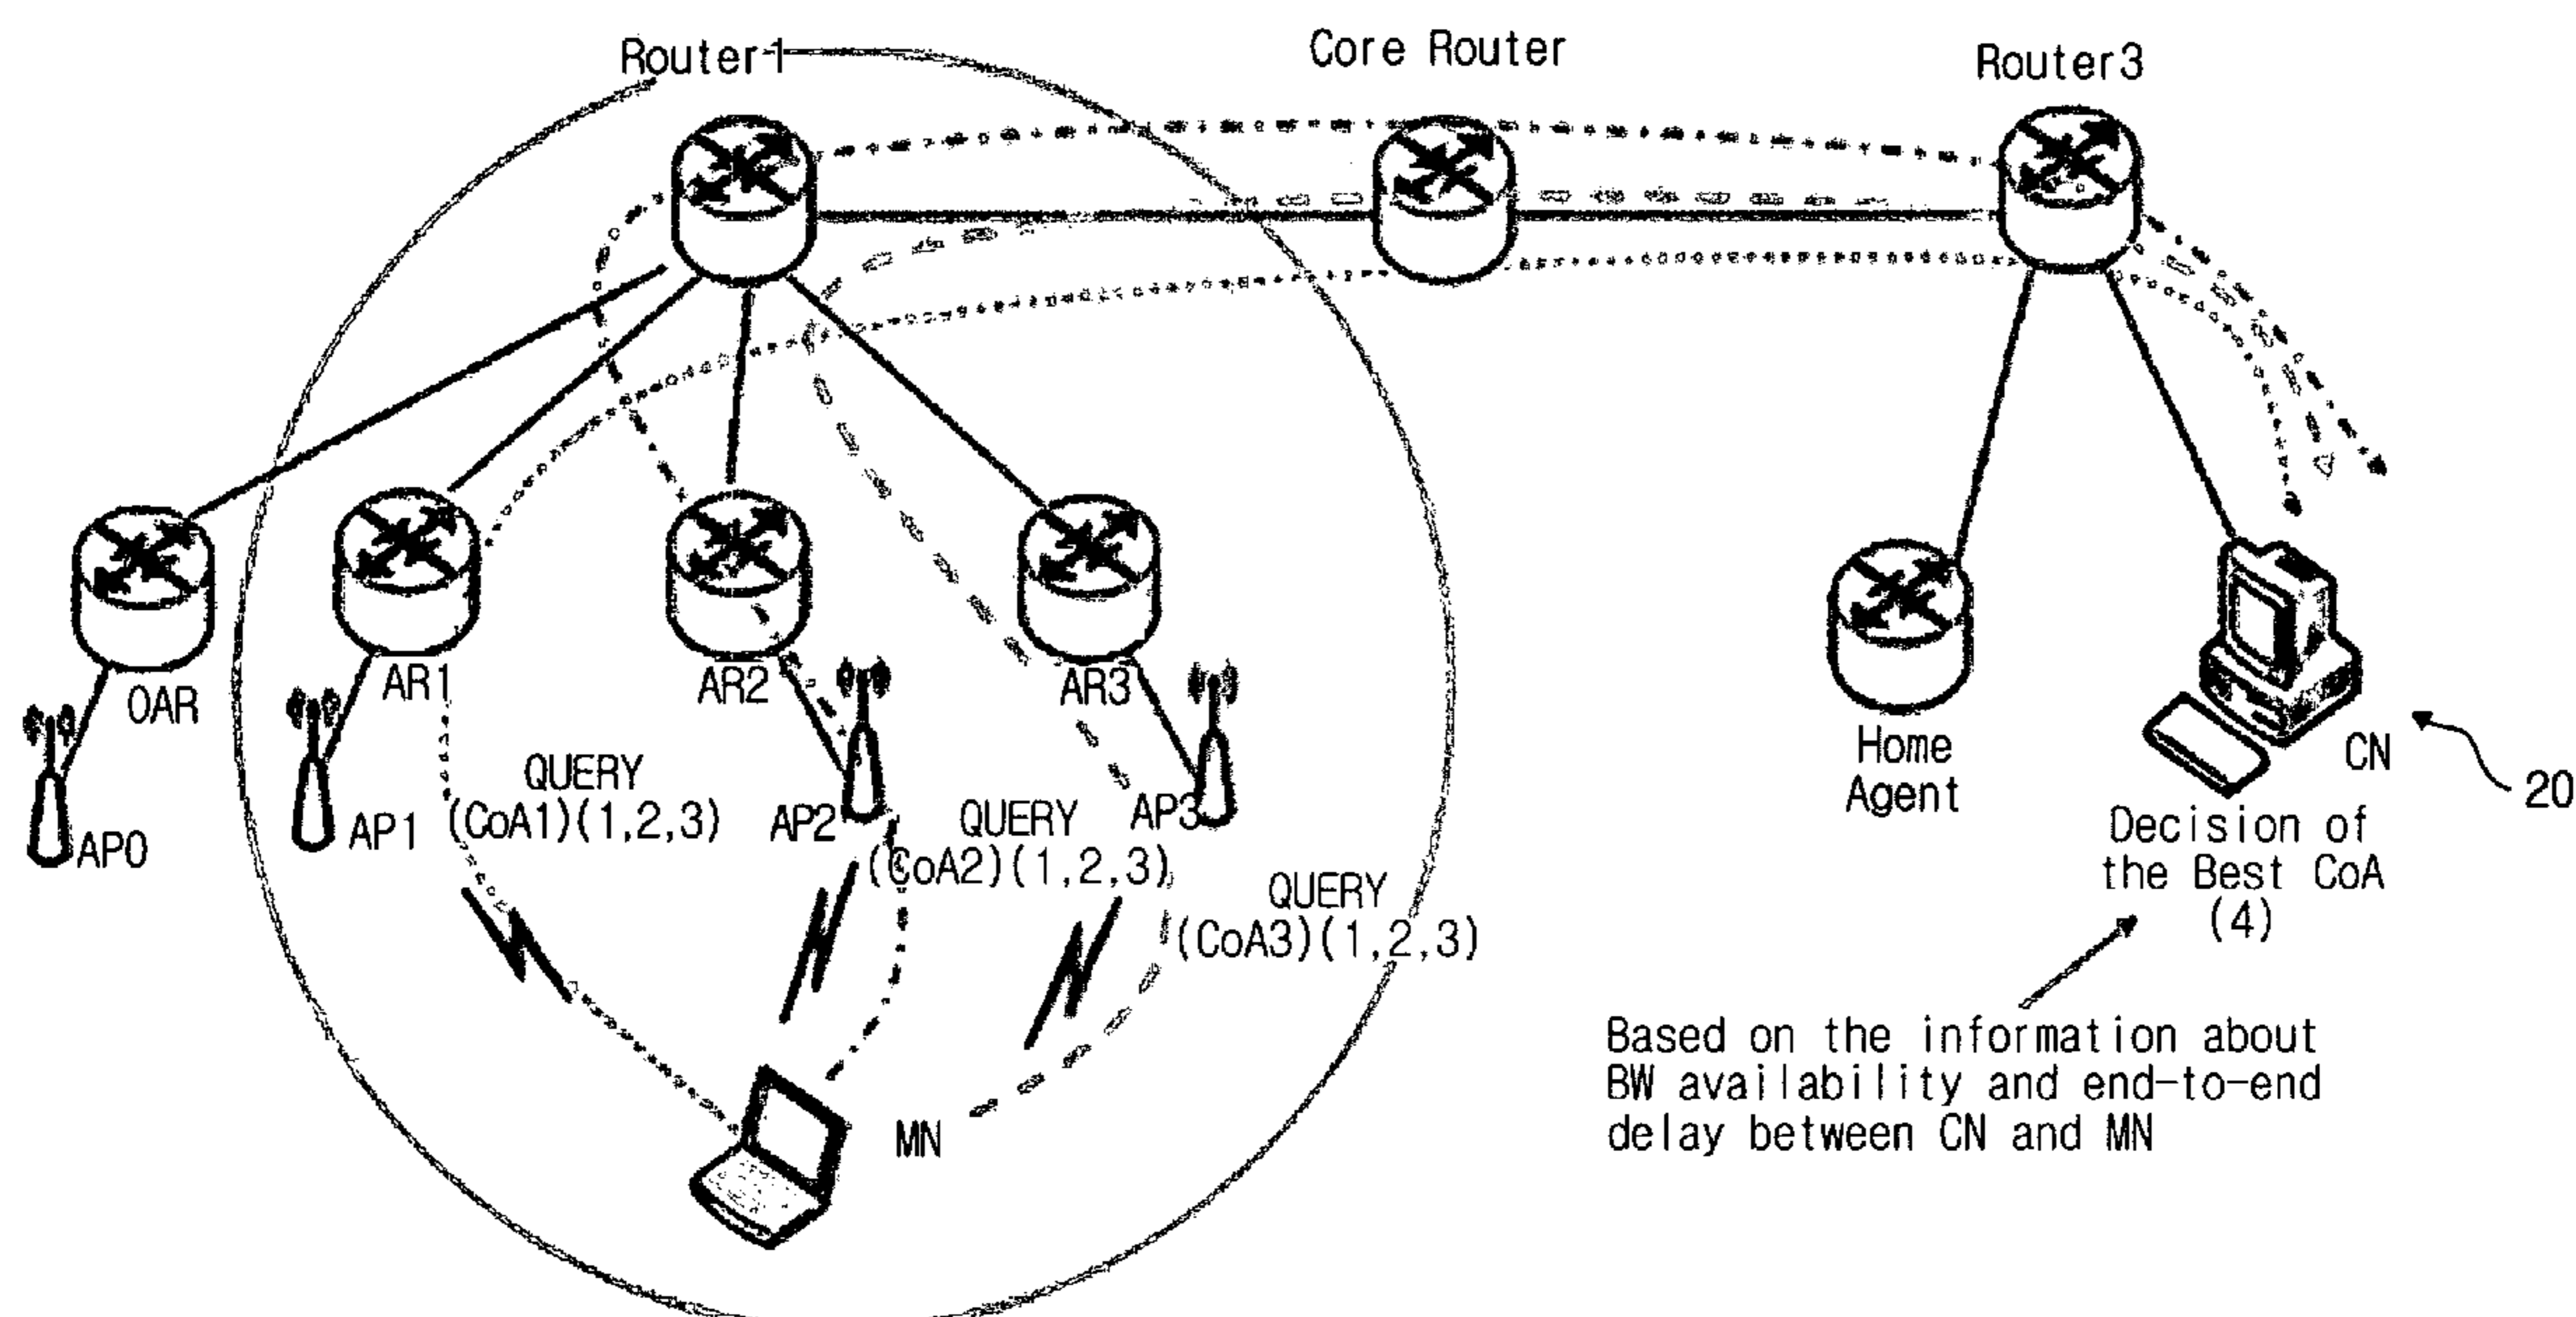 Router1
Core Router
Router3
OAR
AR1
AR2
AR3
AP0
AP1
QUERY
(CoA1)(1,2,3)
AP2
QUERY
(CoA2)(1,2,3)
AP3
QUERY
(CoA3)(1,2,3)
MN
Home
Agent
CN
20
Decision of
the Best CoA
(4)
Based on the information about
BW availability and end-to-end
delay between CN and MN